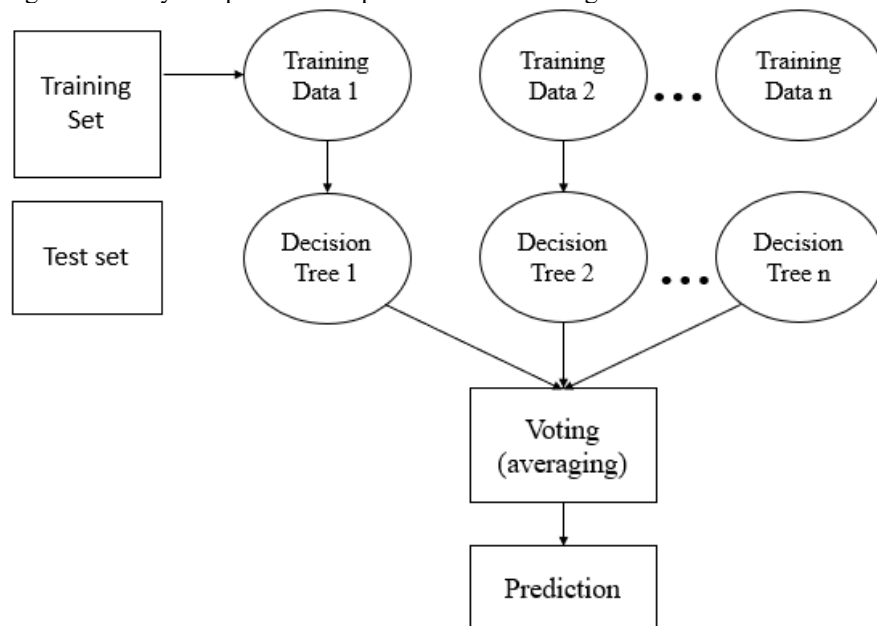 Training
Set
Training
Data 1
Training
Data 2
...
Training
Data n
Test set
Decision
Tree 1
Decision
Tree 2
...
Decision
Tree n
Voting
(averaging)
Prediction